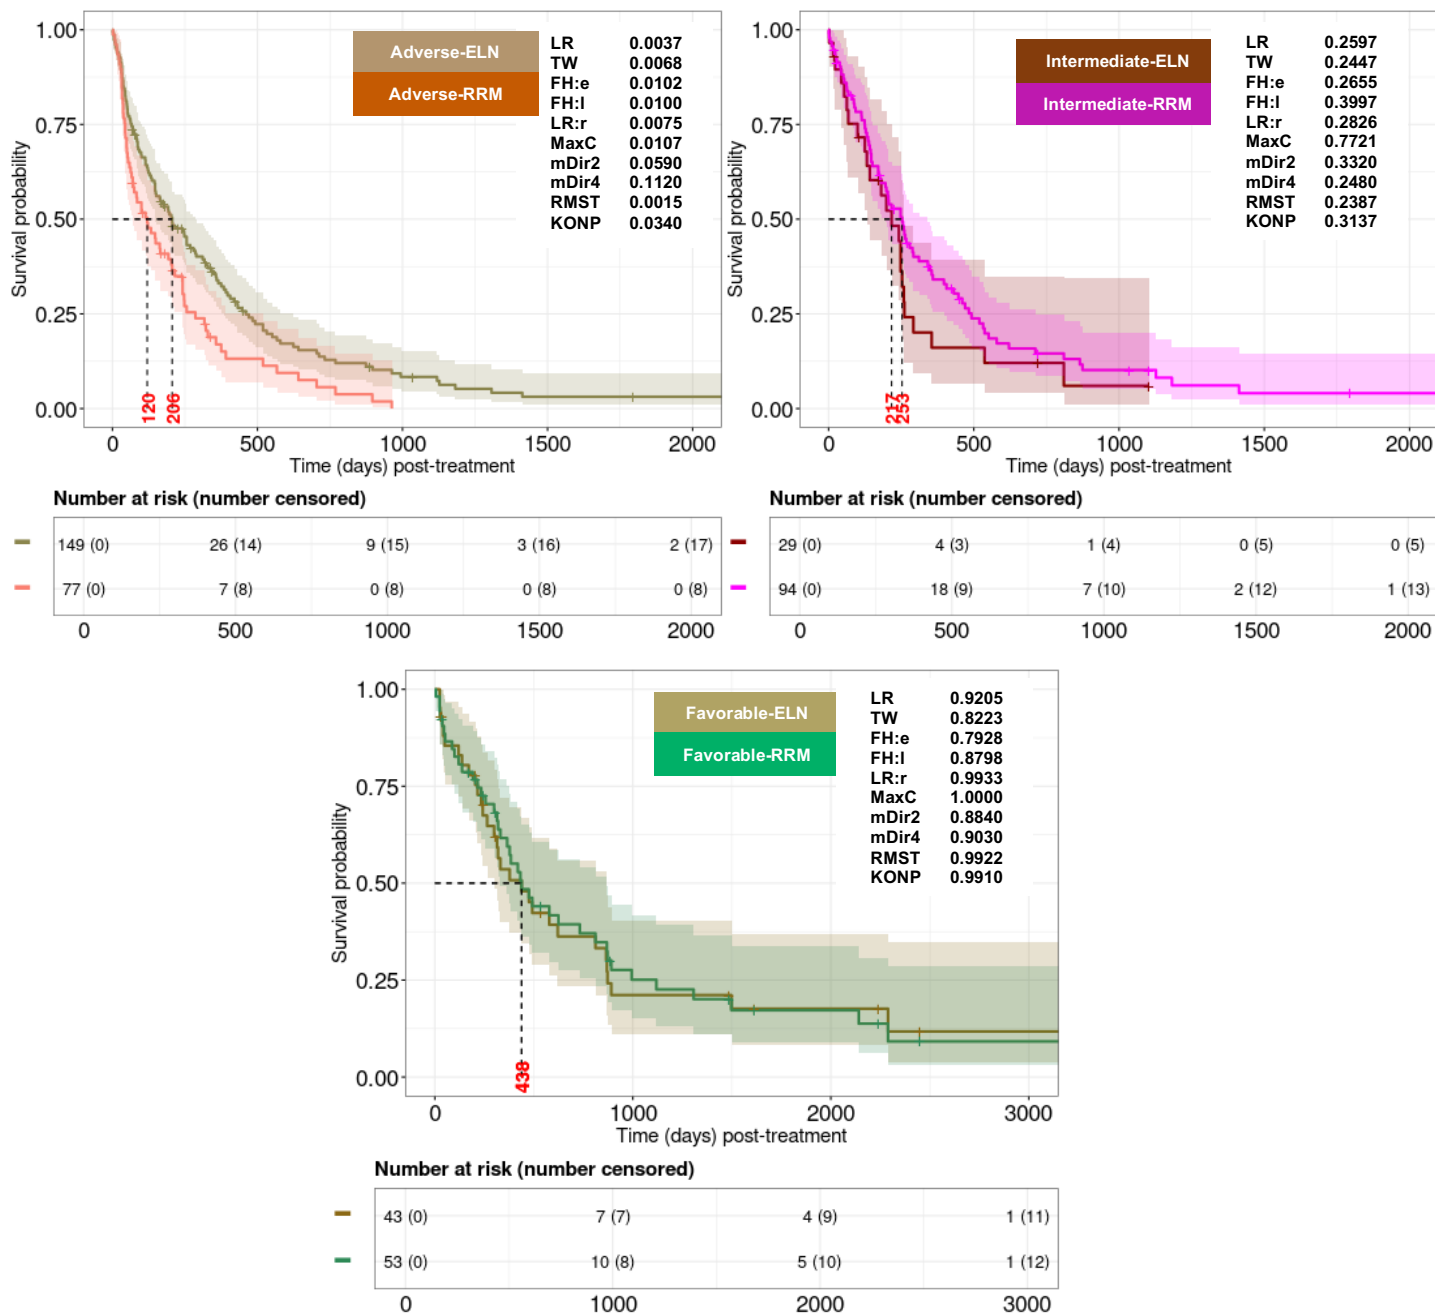 1.00
0.75
0.50
0.25
0.00
Survival probability
Adverse-ELN
Adverse-RRM
LR 0.0037
TW 0.0068
FH:e 0.0102
FH:l 0.0100
LR:r 0.0075
MaxC 0.0107
mDir2 0.0590
mDir4 0.1120
RMST 0.0015
KONP 0.0340
120
206
0 500 1000 1500 2000
Time (days) post-treatment
Number at risk (number censored)
149 (0) 26 (14) 9 (15) 3 (16) 2 (17)
77 (0) 7 (8) 0 (8) 0 (8) 0 (8)
0 500 1000 1500 2000
1.00
0.75
0.50
0.25
0.00
Survival probability
Intermediate-ELN
Intermediate-RRM
LR 0.2597
TW 0.2447
FH:e 0.2655
FH:l 0.3997
LR:r 0.2826
MaxC 0.7721
mDir2 0.3320
mDir4 0.2480
RMST 0.2387
KONP 0.3137
217
253
0 500 1000 1500 2000
Time (days) post-treatment
Number at risk (number censored)
29 (0) 4 (3) 1 (4) 0 (5) 0 (5)
94 (0) 18 (9) 7 (10) 2 (12) 1 (13)
0 500 1000 1500 2000
1.00
0.75
0.50
0.25
0.00
Survival probability
Favorable-ELN
Favorable-RRM
LR 0.9205
TW 0.8223
FH:e 0.7928
FH:l 0.8798
LR:r 0.9933
MaxC 1.0000
mDir2 0.8840
mDir4 0.9030
RMST 0.9922
KONP 0.9910
438
0 1000 2000 3000
Time (days) post-treatment
Number at risk (number censored)
43 (0) 7 (7) 4 (9) 1 (11)
53 (0) 10 (8) 5 (10) 1 (12)
0 1000 2000 3000